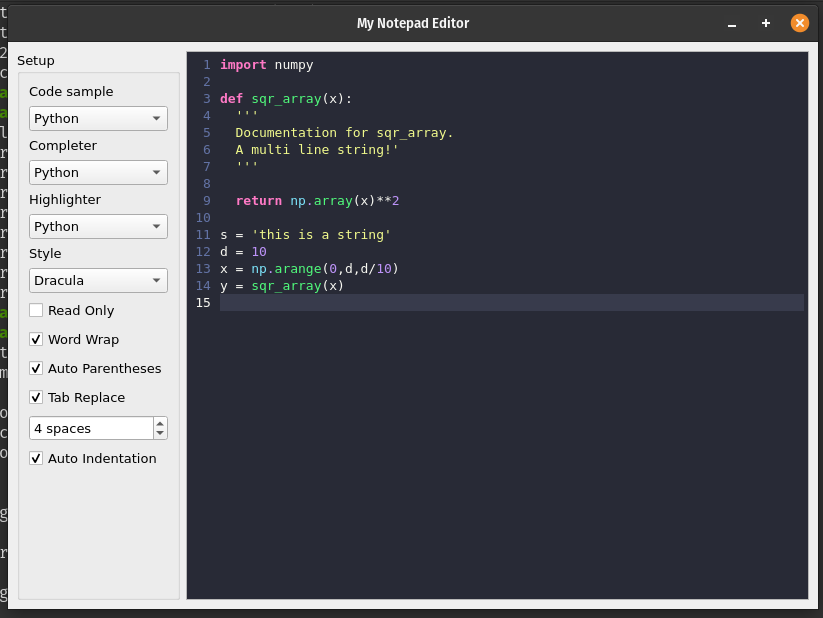 My Notepad Editor
Setup
Code sample
Python
Completer
Python
Highlighter
Python
Style
Dracula
Read Only
Word Wrap
Auto Parentheses
Tab Replace
4 spaces
Auto Indentation
1 import numpy
2
3 def sqr_array(x):
4   '''
5   Documentation for sqr_array.
6   A multi line string!'
7   '''
8
9   return np.array(x)**2
10
11 s = 'this is a string'
12 d = 10
13 x = np.arange(0,d,d/10)
14 y = sqr_array(x)
15